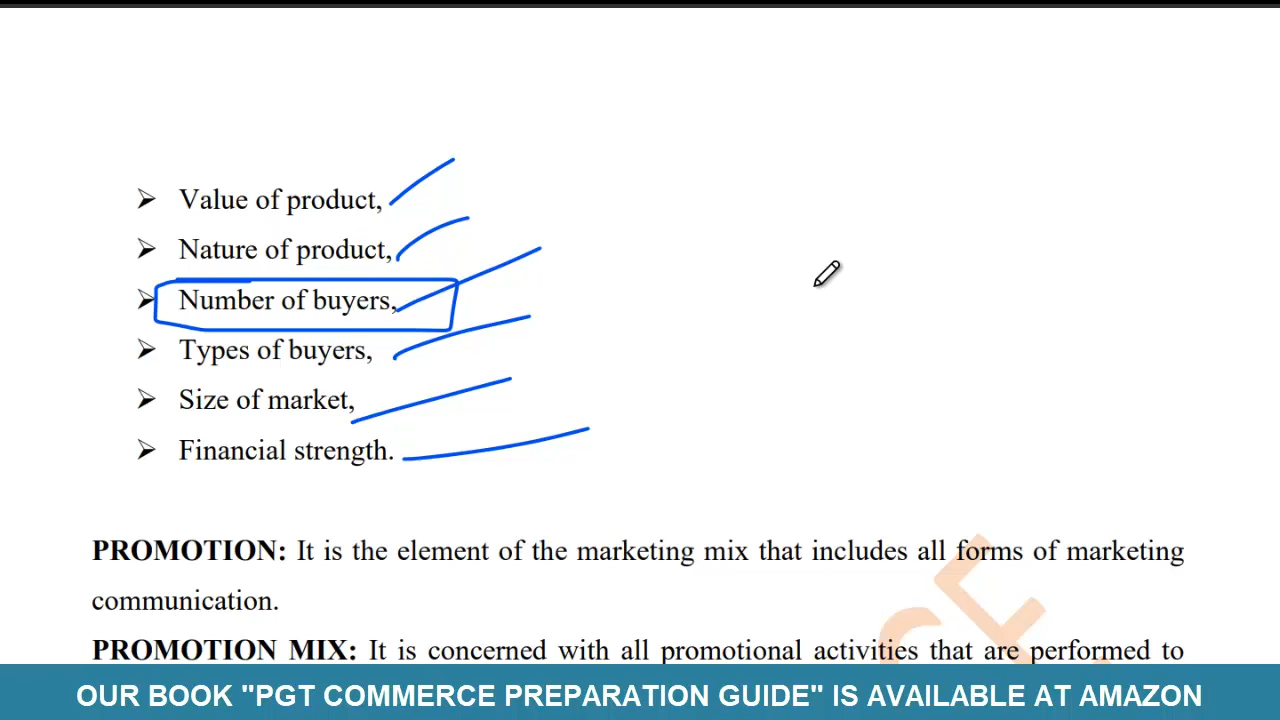 ➢ Value of product,
➢ Nature of product,
➢ Number of buyers,
➢ Types of buyers,
➢ Size of market,
➢ Financial strength.
PROMOTION: It is the element of the marketing mix that includes all forms of marketing
communication.
PROMOTION MIX: It is concerned with all promotional activities that are performed to
OUR BOOK "PGT COMMERCE PREPARATION GUIDE" IS AVAILABLE AT AMAZON